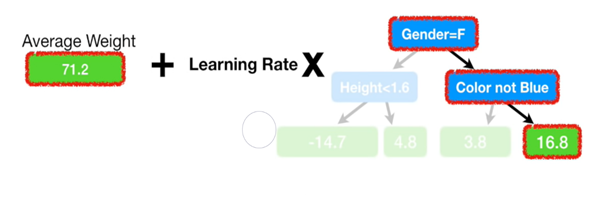 Gender=F
Average Weight
71.2
+ Learning Rate X
Height<1.6
Color not Blue
-14.7
4.8
3.8
16.8